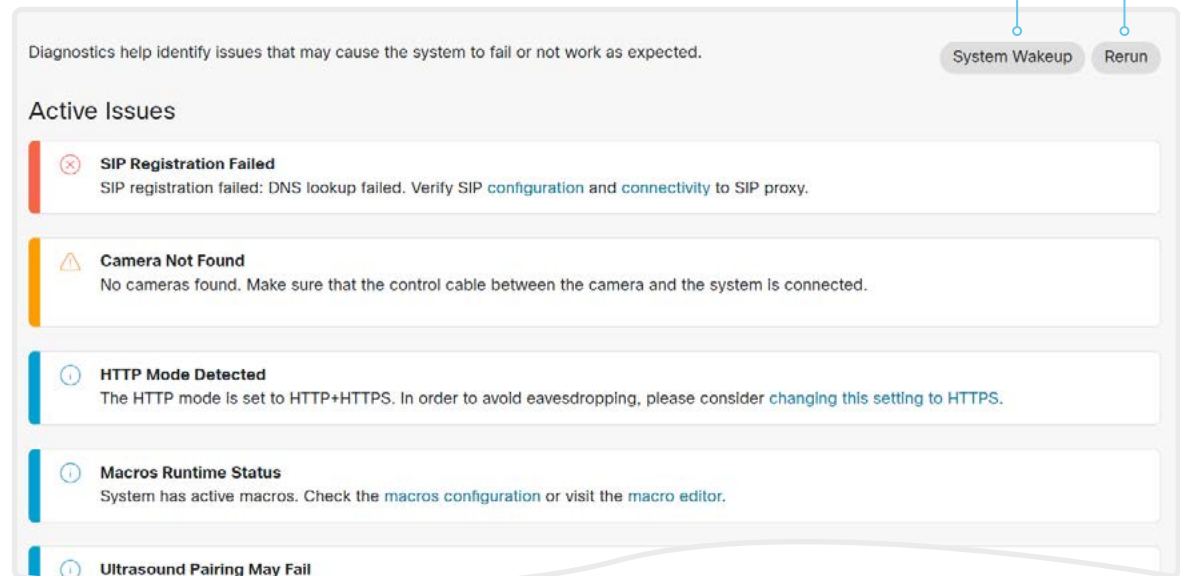 Diagnostics help identify issues that may cause the system to fail or not work as expected.
System Wakeup
Rerun
Active Issues
SIP Registration Failed
SIP registration failed: DNS lookup failed. Verify SIP configuration and connectivity to SIP proxy.
Camera Not Found
No cameras found. Make sure that the control cable between the camera and the system is connected.
HTTP Mode Detected
The HTTP mode is set to HTTP+HTTPS. In order to avoid eavesdropping, please consider changing this setting to HTTPS.
Macros Runtime Status
System has active macros. Check the macros configuration or visit the macro editor.
Ultrasound Pairing May Fail